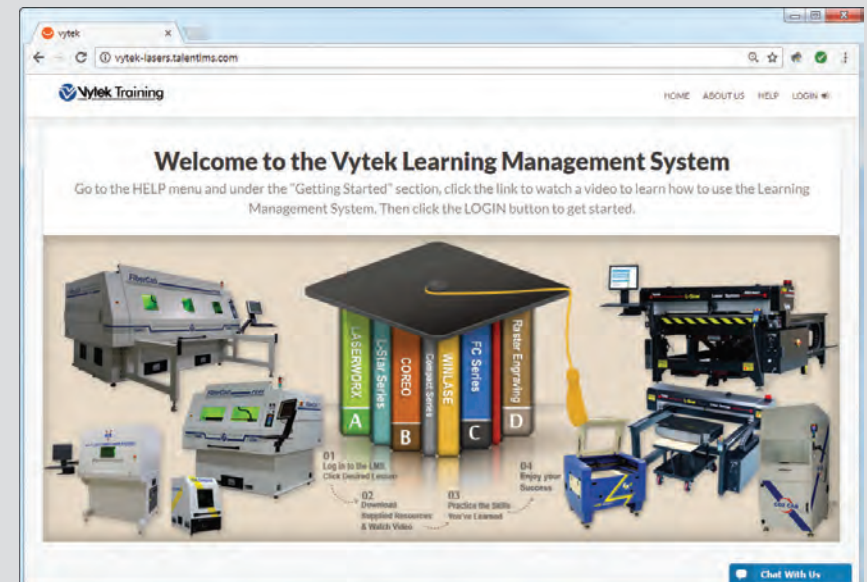 vytek
vytek-lasers.talentlms.com
Vytek Training
HOME ABOUT US HELP LOGIN
Welcome to the Vytek Learning Management System
Go to the HELP menu and under the "Getting Started" section, click the link to watch a video to learn how to use the Learning
Management System. Then click the LOGIN button to get started.
FiberCab
L-Star
LASERWORX
L-Star Series
COREO
Compact Series
WINLASE
FC Series
Raster Engraving
A
B
C
D
01
Log in to the LMS
Click Desired Lesson
02
Download
Supplied Resources
& Watch Video
03
Practice the Skills
You've Learned
04
Enjoy your
Success
Chat With Us